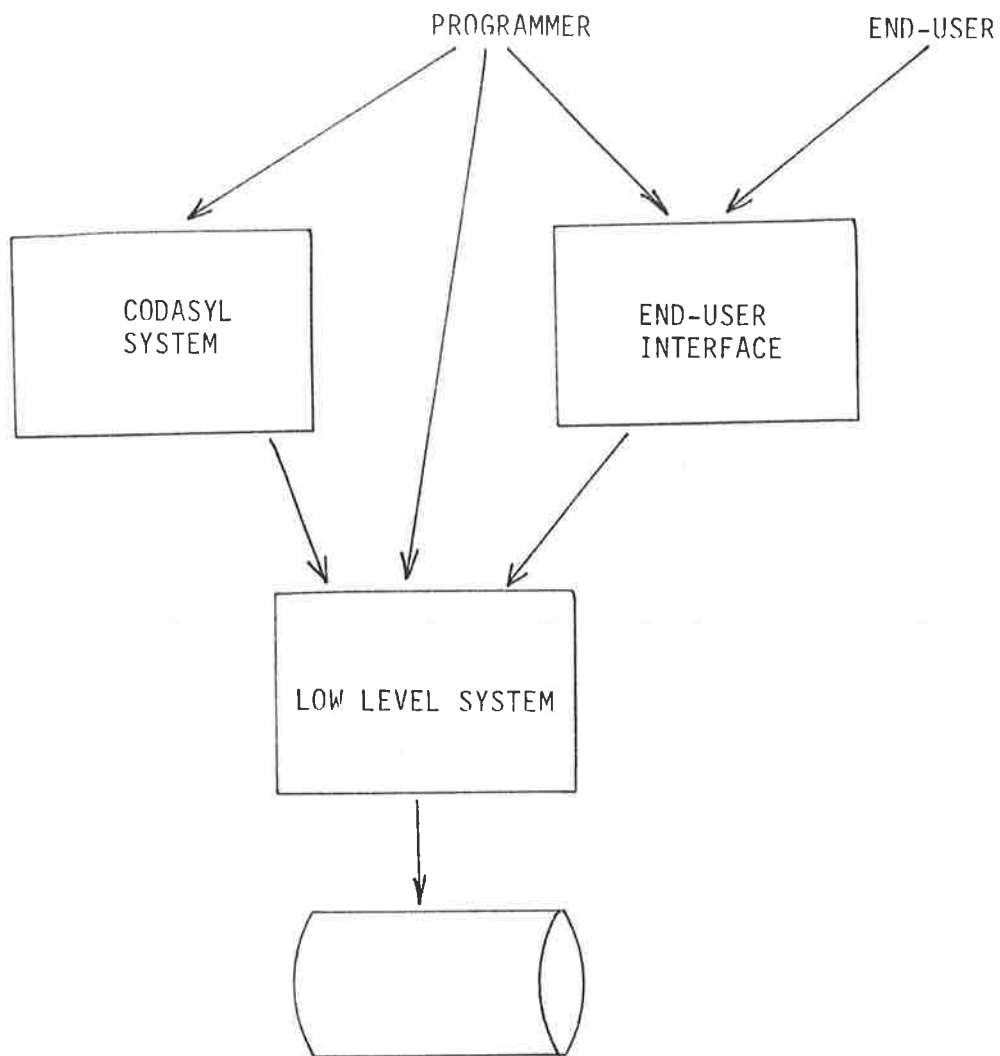 PROGRAMMER
END-USER
CODASYL
SYSTEM
END-USER
INTERFACE
LOW LEVEL SYSTEM